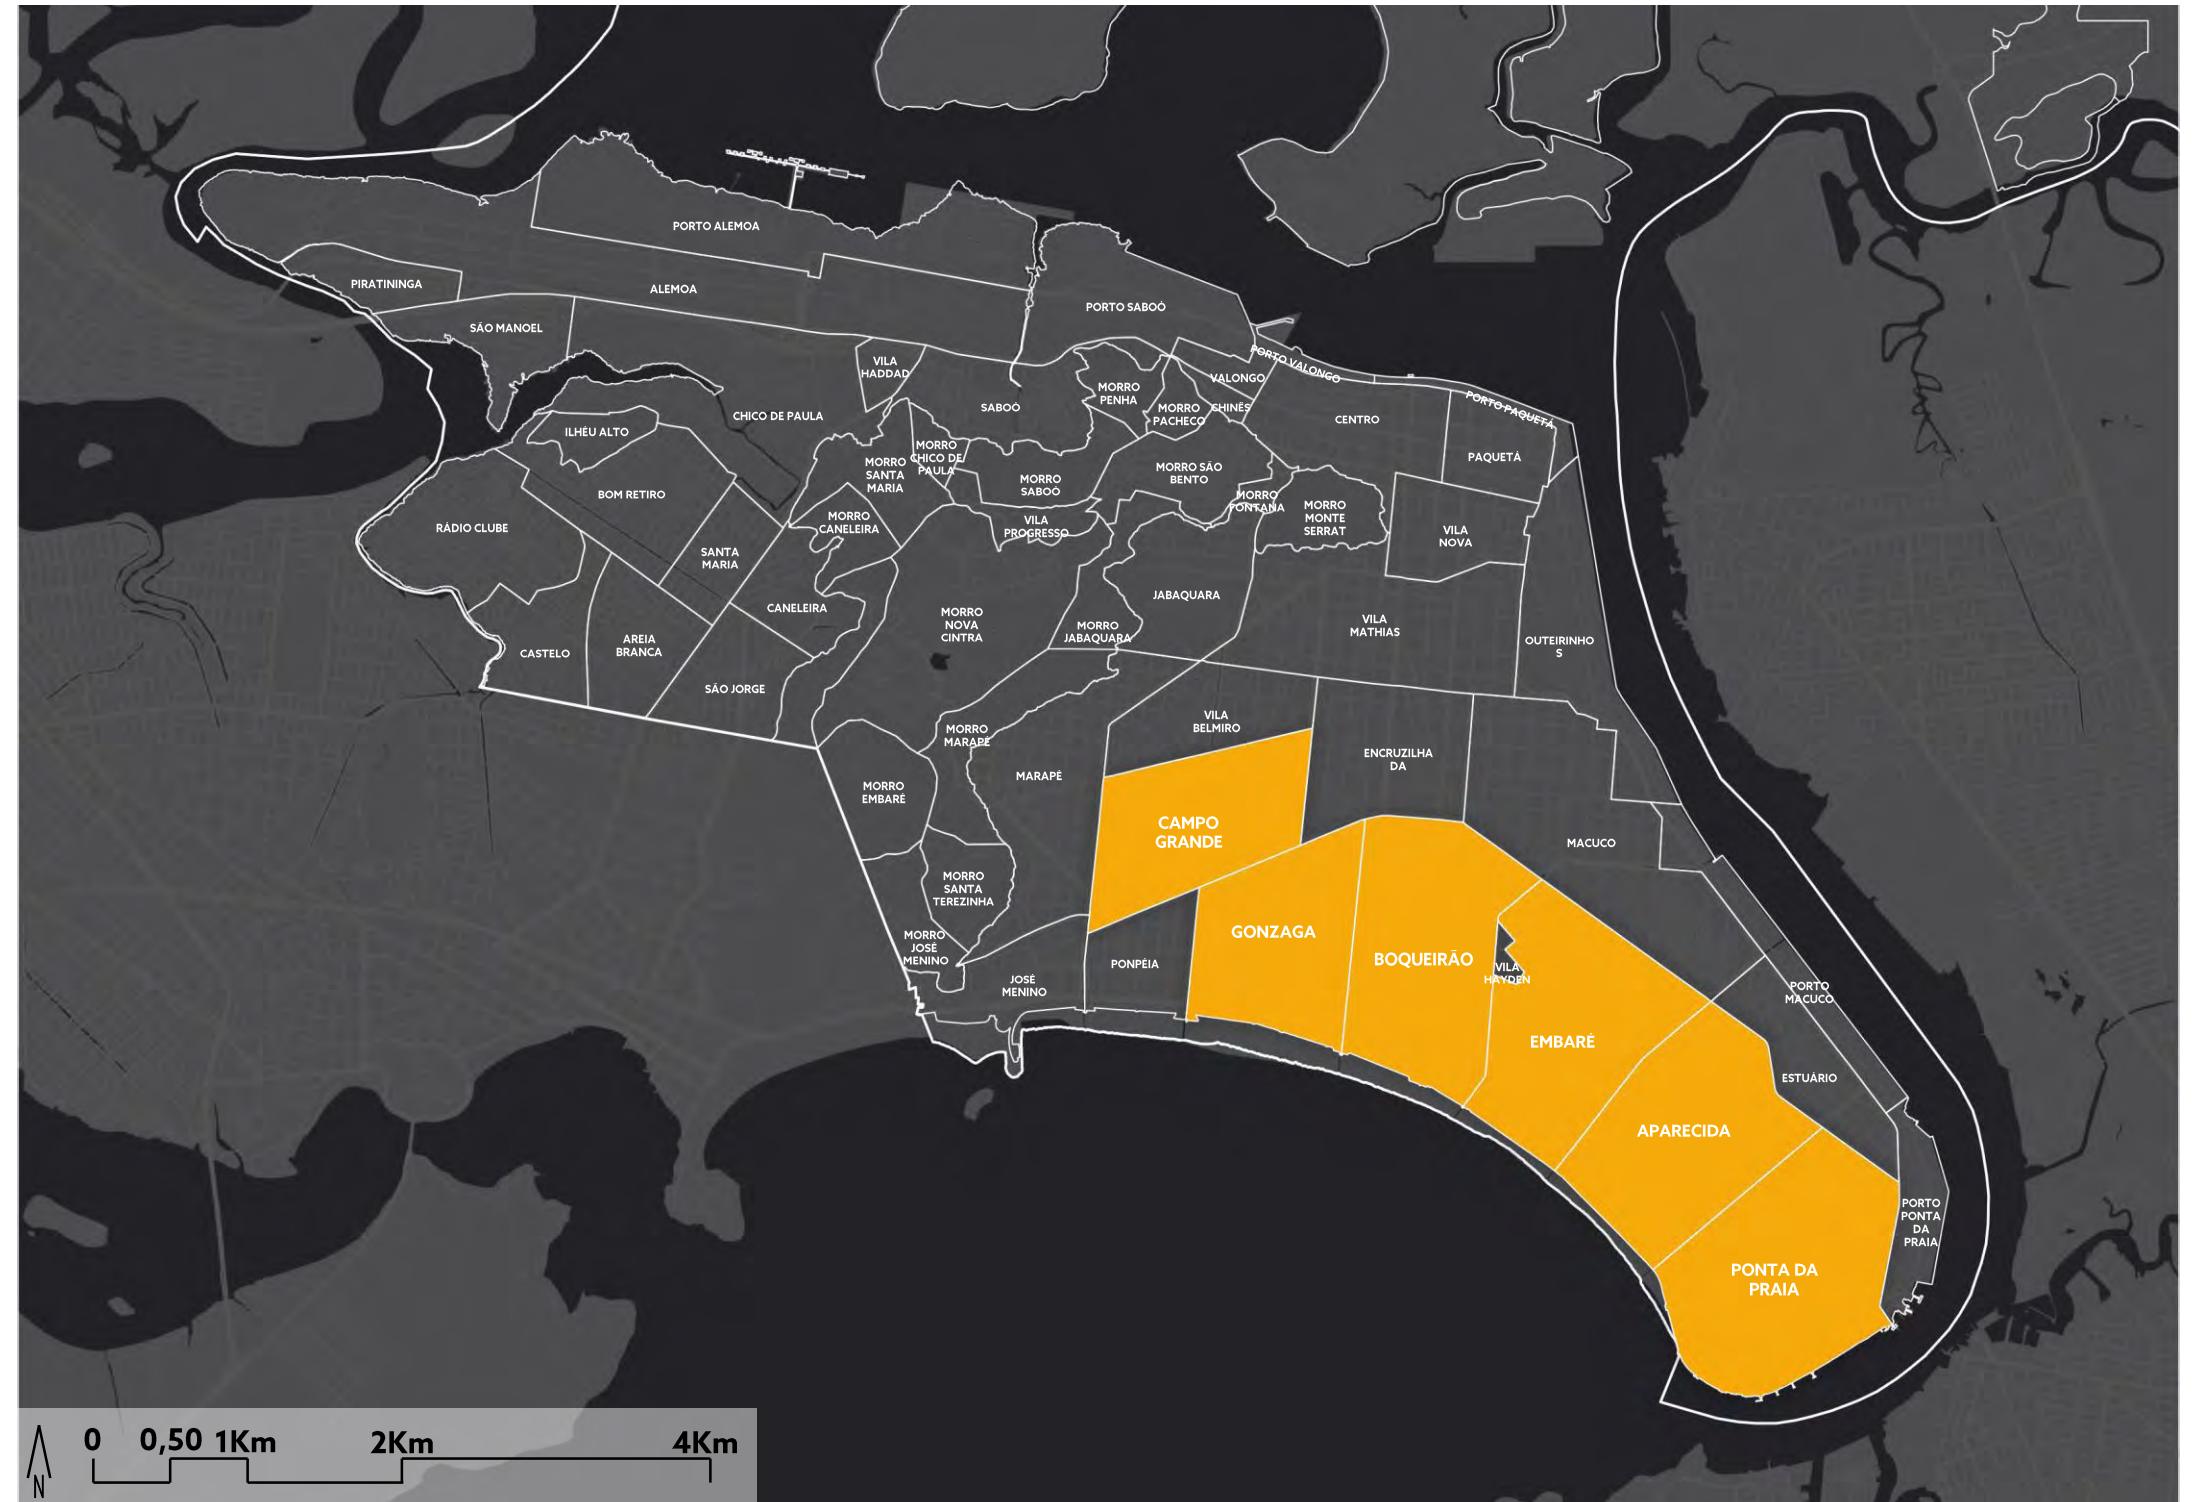 PORTO ALEMOA
PIRATININGA
ALEMOA
SÃO MANOEL
PORTO SABOÓ
VILA
HADDAD
PORTO VALONGO
VALONGO
CHINÊS
MORRO
PENHA
MORRO
PACHECO
SABOÓ
CHICO DE PAULA
ILHÉU ALTO
CENTRO
PORTO PAQUETÁ
PAQUETÁ
MORRO
CHICO DE
PAULA
MORRO
SANTA
MARIA
MORRO
SABOÓ
MORRO SÃO
BENTO
MORRO
FONTANA
MORRO
MONTE
SERRAT
VILA
NOVA
BOM RETIRO
RÁDIO CLUBE
MORRO
CANELEIRA
VILA
PROGRESSO
SANTA
MARIA
CANELEIRA
JABAQUARA
MORRO
NOVA
CINTRA
MORRO
JABAQUARA
VILA
MATHIAS
OUTEIRINHO
S
CASTELO
AREIA
BRANCA
SÃO JORGE
VILA
BELMIRO
MORRO
MARAPÉ
MARAPÉ
ENCRUZILHA
DA
MORRO
EMBARÉ
CAMPO
GRANDE
MACUCO
MORRO
SANTA
TEREZINHA
GONZAGA
BOQUEIRÃO
MORRO
JOSÉ
MENINO
PONPÉIA
VILA
HAYDEN
JOSÉ
MENINO
PORTO
MACUCO
EMBARÉ
ESTUÁRIO
APARECIDA
PORTO
PONTA
DA
PRAIA
PONTA DA
PRAIA
0 0,50 1Km 2Km 4Km
N